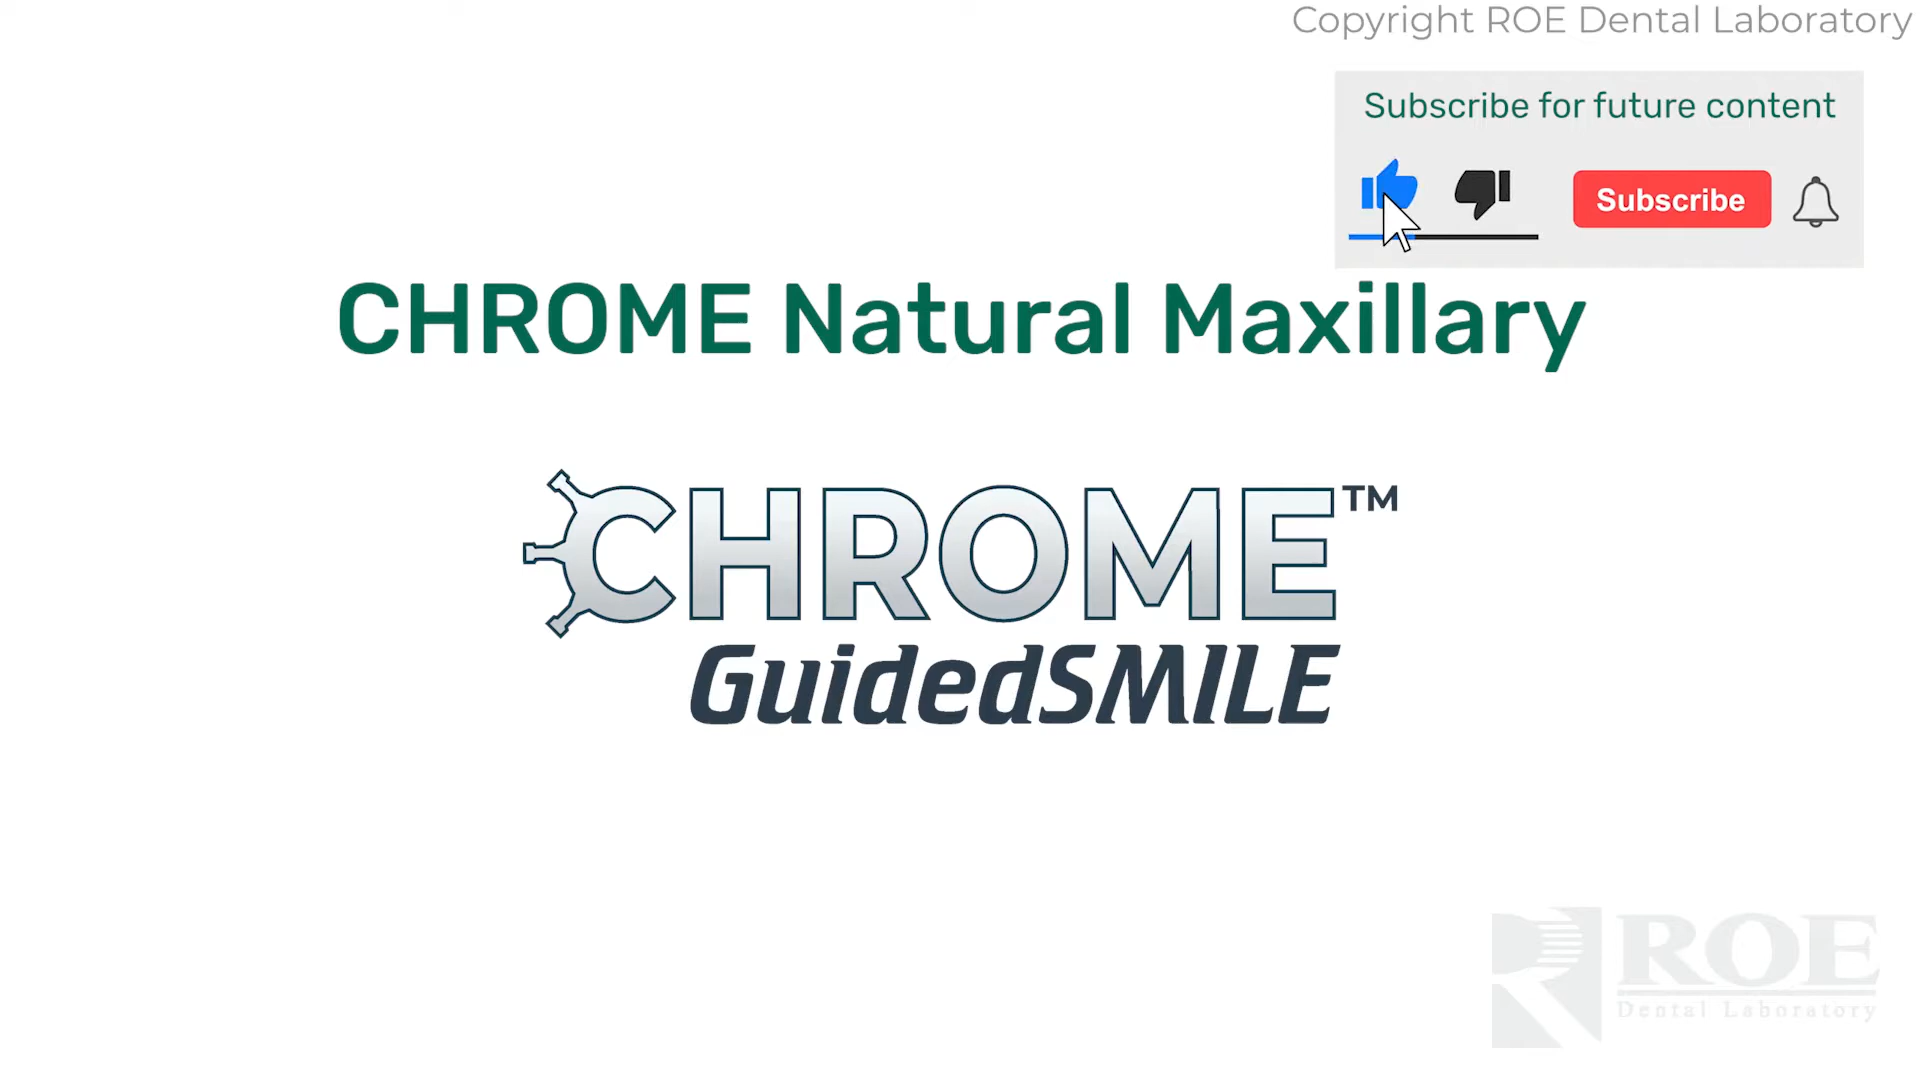 Copyright ROE Dental Laboratory
Subscribe for future content
Subscribe
CHROME Natural Maxillary
CHROME™
GuidedSMILE
ROE
Dental Laboratory